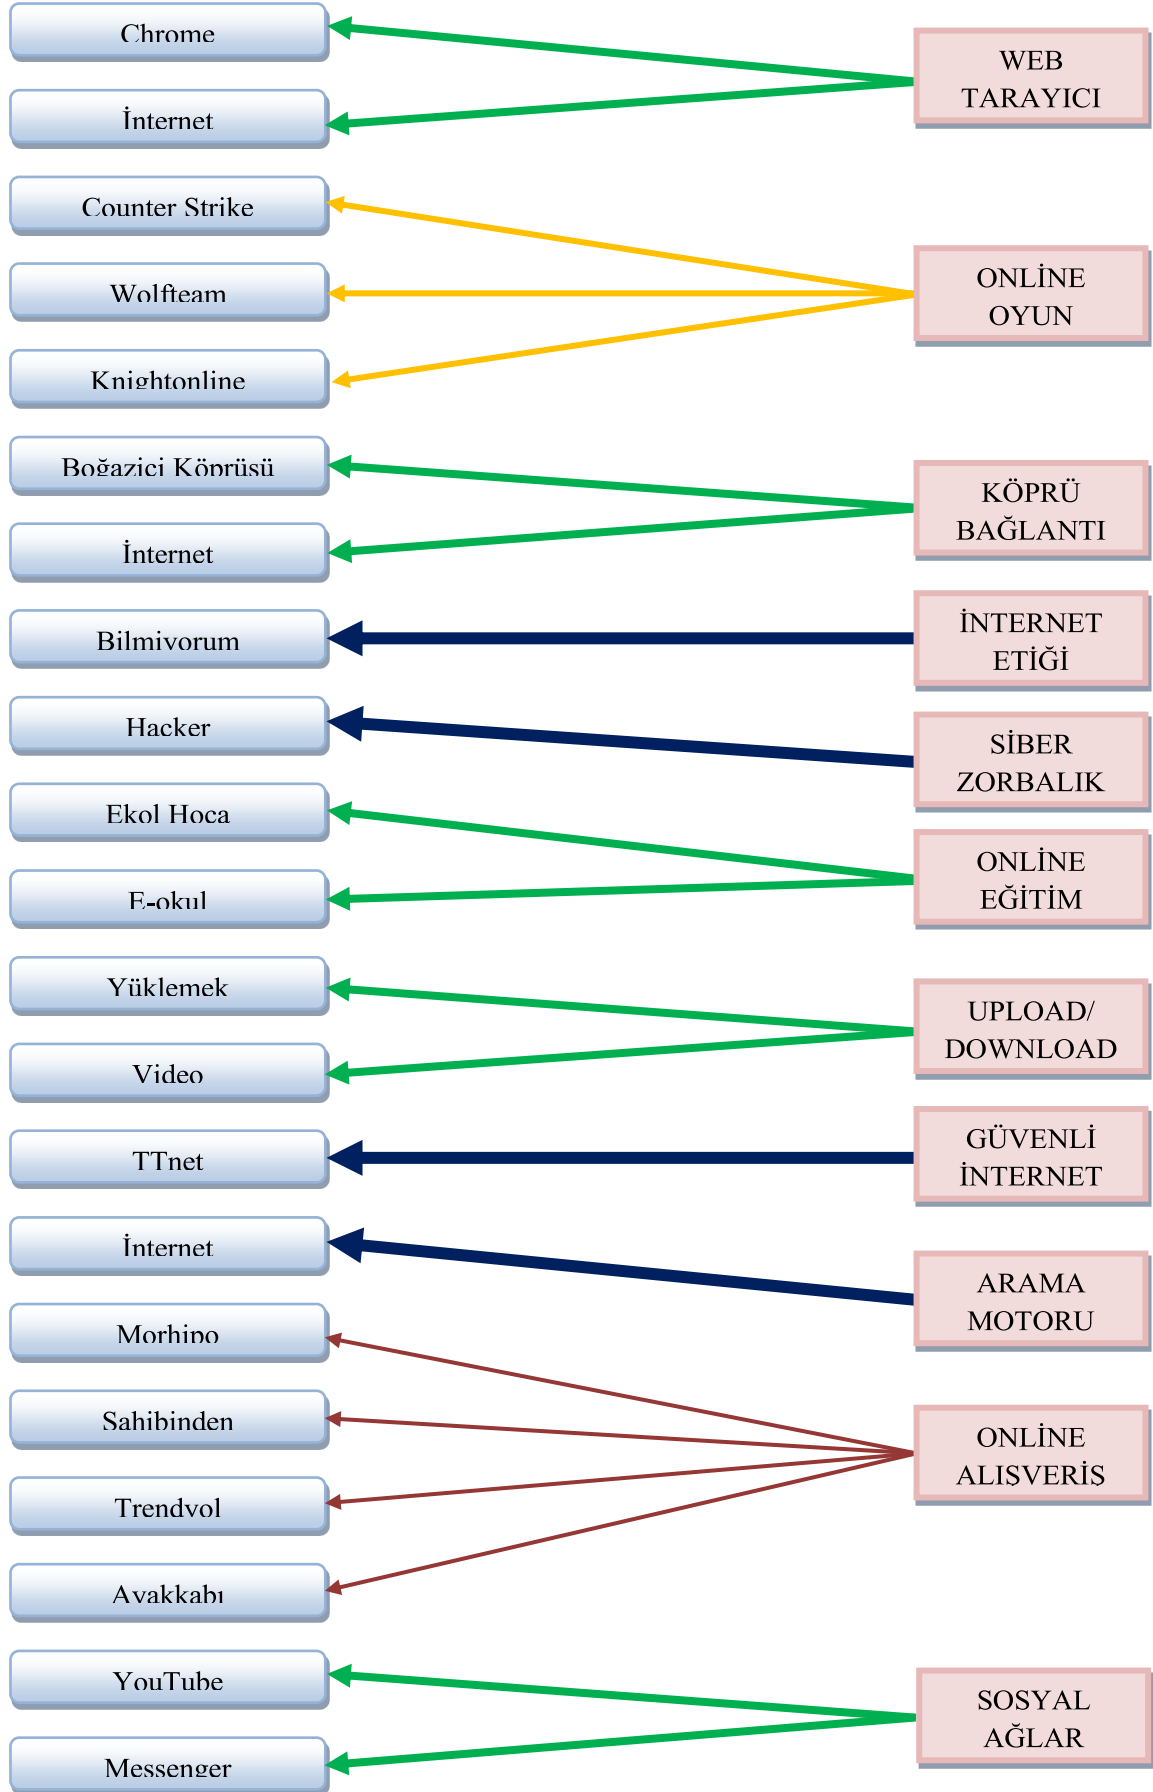 Chrome
İnternet
WEB
TARAYICI
Counter Strike
Wolfteam
Knightonline
ONLİNE
OYUN
Boğaziçi Köprüsü
İnternet
KÖPRÜ
BAĞLANTI
Bilmiyorum
İNTERNET
ETİĞİ
Hacker
SİBER
ZORBALIK
Ekol Hoca
E-okul
ONLİNE
EĞİTİM
Yüklemek
Video
UPLOAD/
DOWNLOAD
TTnet
GÜVENLİ
İNTERNET
İnternet
ARAMA
MOTORU
Morhipo
Sahibinden
Trendyol
Ayakkabı
ONLİNE
ALIŞVERİŞ
YouTube
Messenger
SOSYAL
AĞLAR